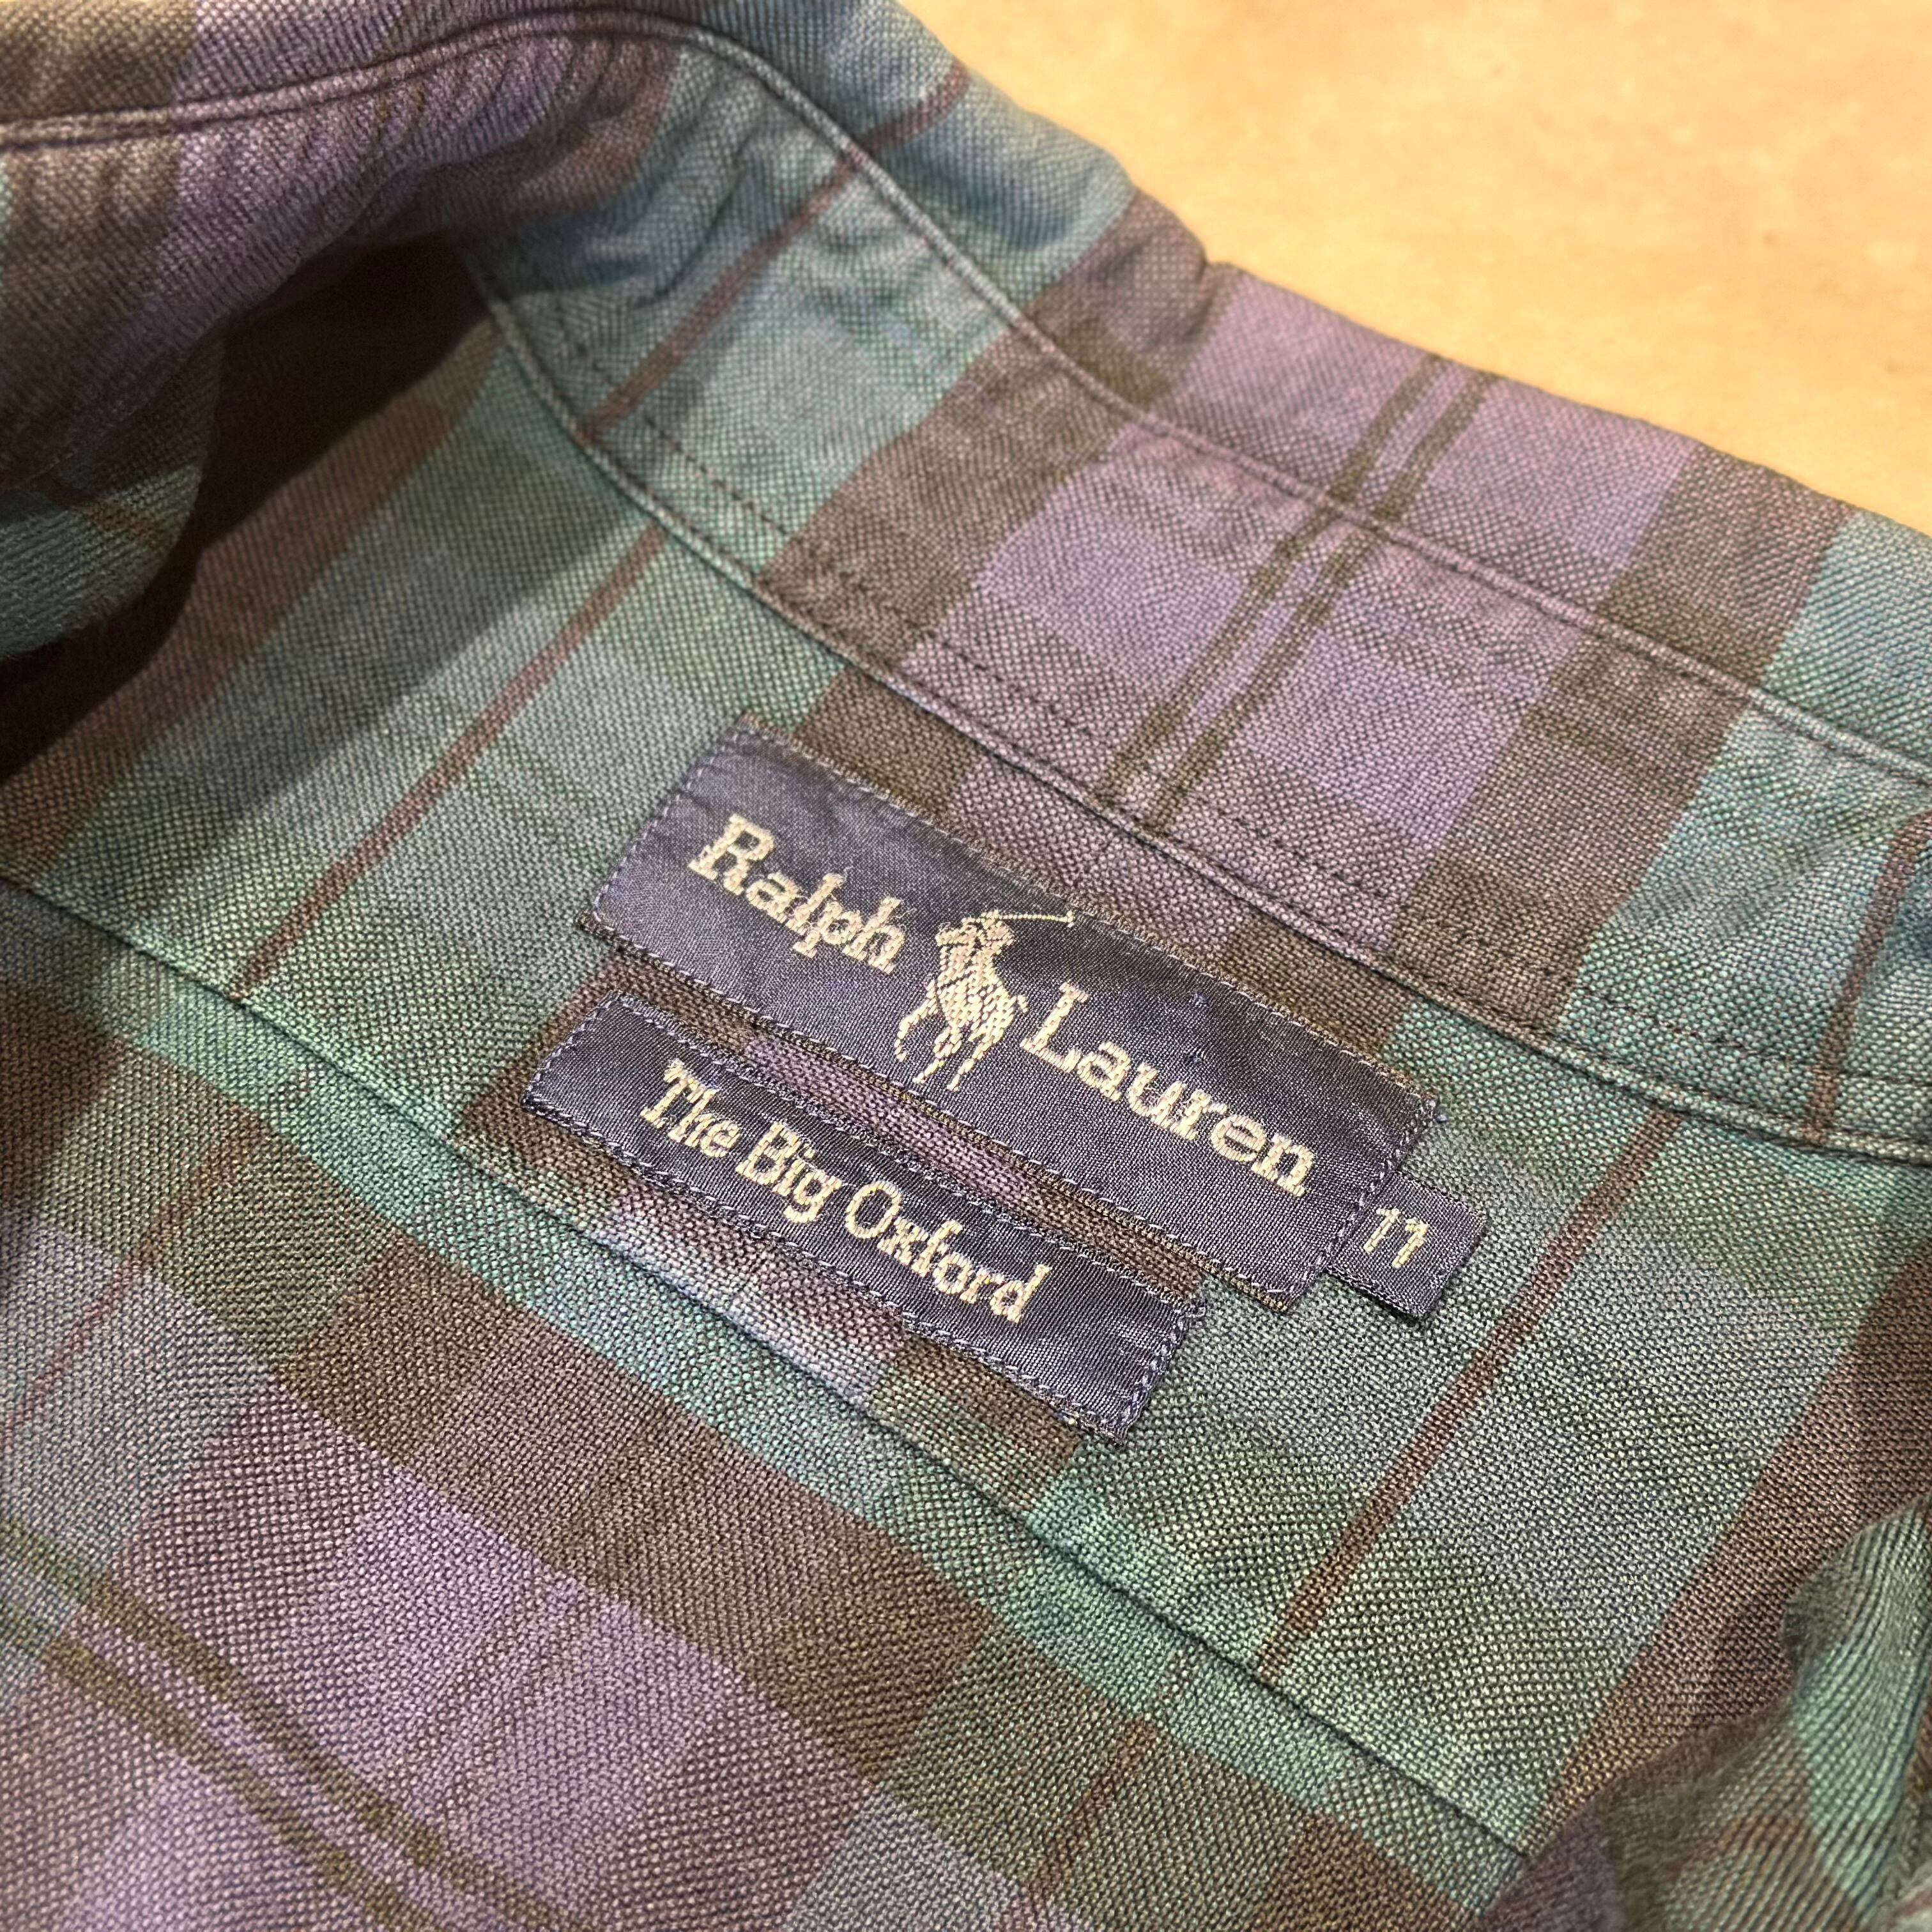 Ralph Lauren
11
The Big Oxford